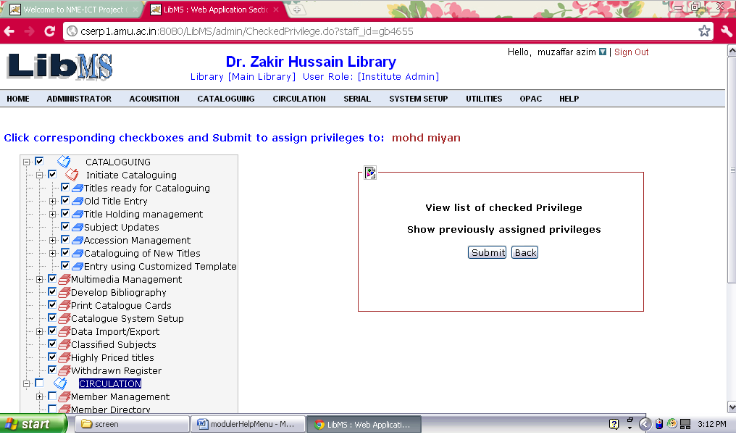 Welcome to NME-ICT Project
LibMS : Web Application Secti
cserp1.amu.ac.in:8080/LibMS/admin/CheckedPrivilege.do?staff_id=gb4655
Hello, muzaffar azim | Sign Out
LibMS
Dr. Zakir Hussain Library
Library [Main Library] User Role: [Institute Admin]
HOME ADMINISTRATOR ACQUISITION CATALOGUING CIRCULATION SERIAL SYSTEM SETUP UTILITIES OPAC HELP
Click corresponding checkboxes and Submit to assign privileges to: mohd miyan
CATALOGUING
Initiate Cataloguing
Titles ready for Cataloguing
Old Title Entry
Title Holding management
Subject Updates
Accession Management
Cataloguing of New Titles
Entry using Customized Template
Multimedia Management
Develop Bibliography
Print Catalogue Cards
Catalogue System Setup
Data Import/Export
Classified Subjects
Highly Priced titles
Withdrawn Register
CIRCULATION
Member Management
Member Directory
View list of checked Privilege
Show previously assigned privileges
Submit Back
start screen modulerHelpMenu - M... LibMS : Web Applicati... 3:12 PM